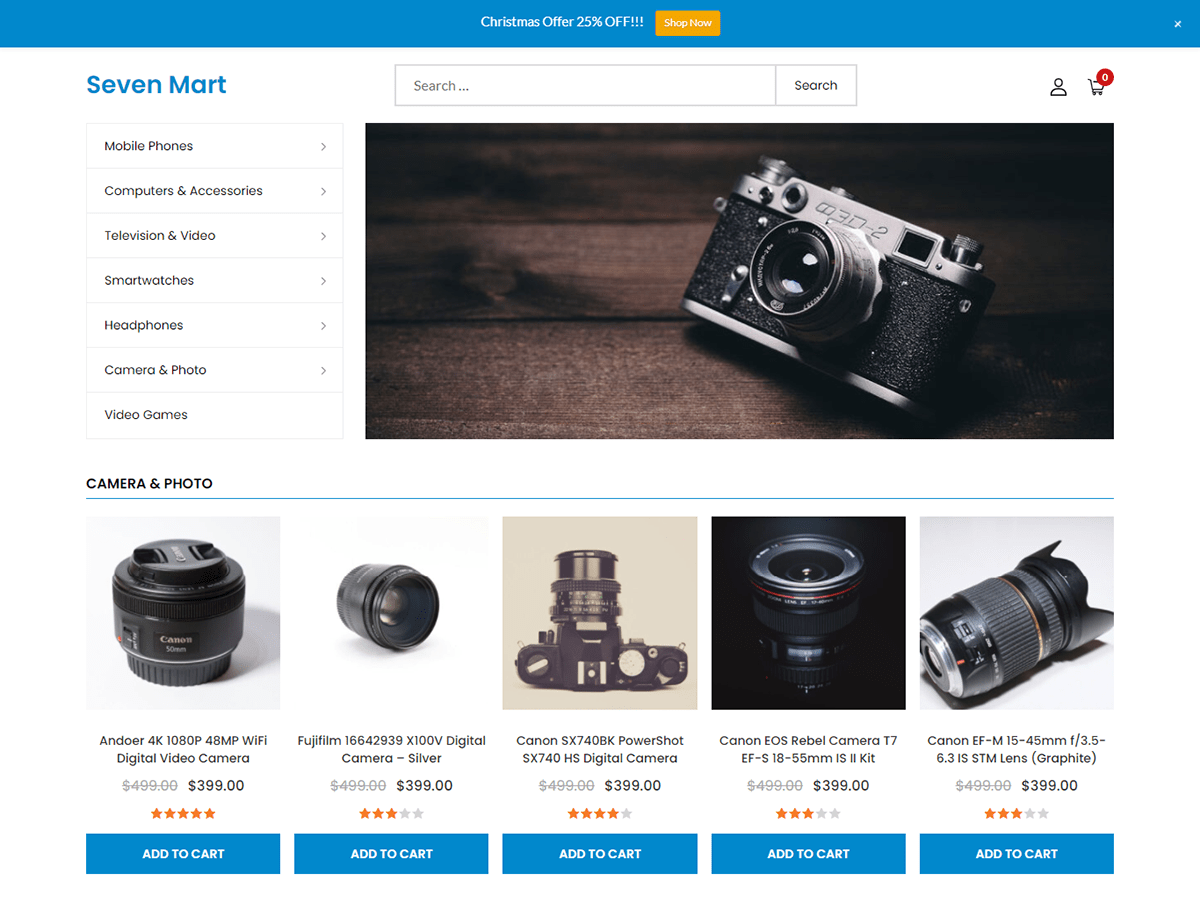 Christmas Offer 25% OFF!!! Shop Now ×
Seven Mart
Search ...
Search
0
Mobile Phones
Computers & Accessories
Television & Video
Smartwatches
Headphones
Camera & Photo
Video Games
ФЭД-2
CAMERA & PHOTO
Canon
50mm
Andoer 4K 1080P 48MP WiFi
Digital Video Camera
$499.00 $399.00
ADD TO CART
Fujifilm 16642939 X100V Digital
Camera – Silver
$499.00 $399.00
ADD TO CART
Canon SX740BK PowerShot
SX740 HS Digital Camera
$499.00 $399.00
ADD TO CART
Canon EOS Rebel Camera T7
EF-S 18-55mm IS II Kit
$499.00 $399.00
ADD TO CART
Canon EF-M 15-45mm f/3.5-
6.3 IS STM Lens (Graphite)
$499.00 $399.00
ADD TO CART